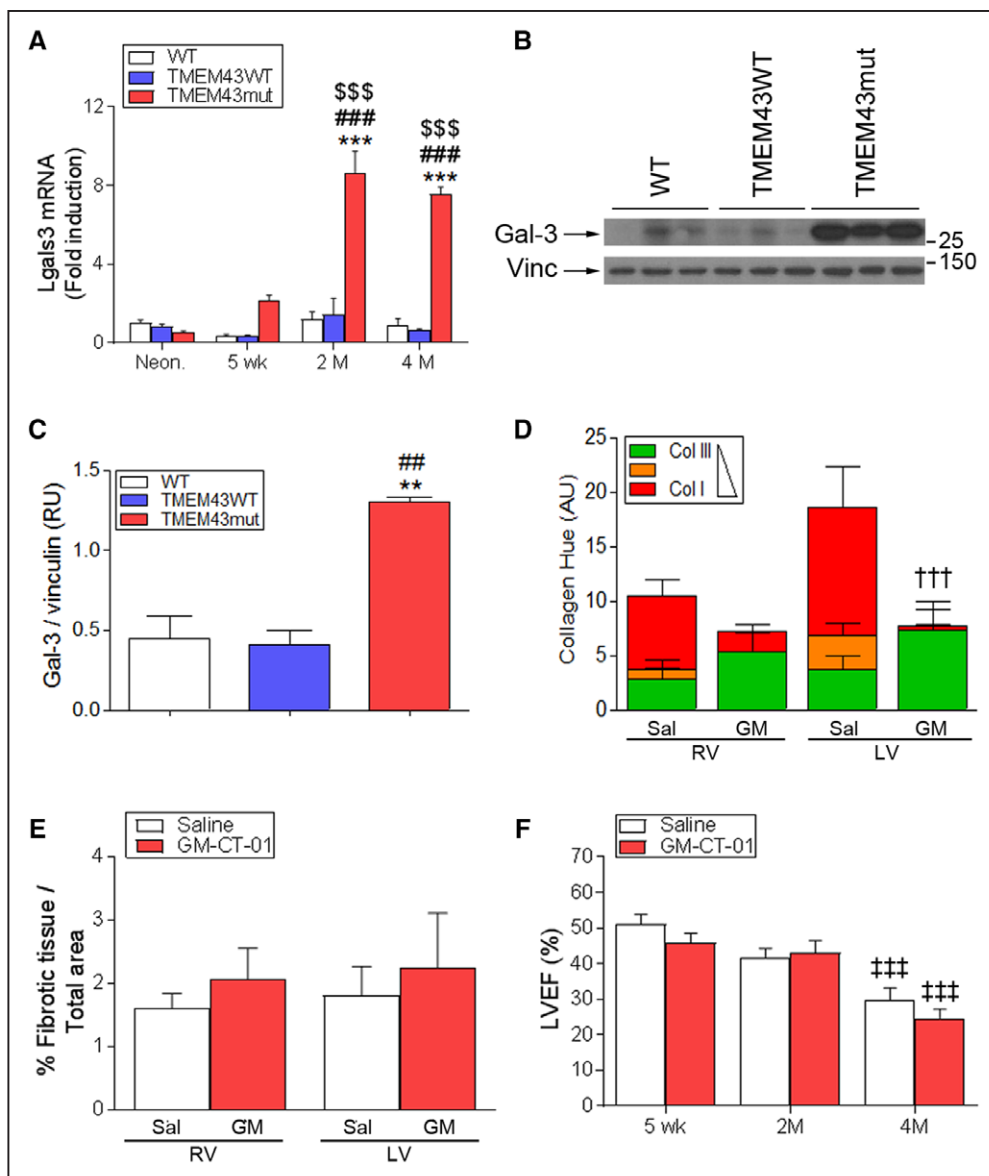 A
WT
TMEM43WT
TMEM43mut
Lgals3 mRNA
(Fold induction)
12
8
4
0
$$$
###
***
$$$
###
***
Neon. 5 wk 2 M 4 M
B
WT
TMEM43WT
TMEM43mut
Gal-3
Vinc
-25
-150
C
WT
TMEM43WT
TMEM43mut
Gal-3 / vinculin (RU)
1.5
1.0
0.5
0.0
##
**
D
Col III
Col I
Collagen Hue (AU)
25
20
15
10
5
0
†††
Sal GM Sal GM
RV LV
E
Saline
GM-CT-01
% Fibrotic tissue /
Total area
4
3
2
1
0
Sal GM Sal GM
RV LV
F
Saline
GM-CT-01
LVEF (%)
70
60
50
40
30
20
10
0
‡‡‡
‡‡‡
5 wk 2M 4M